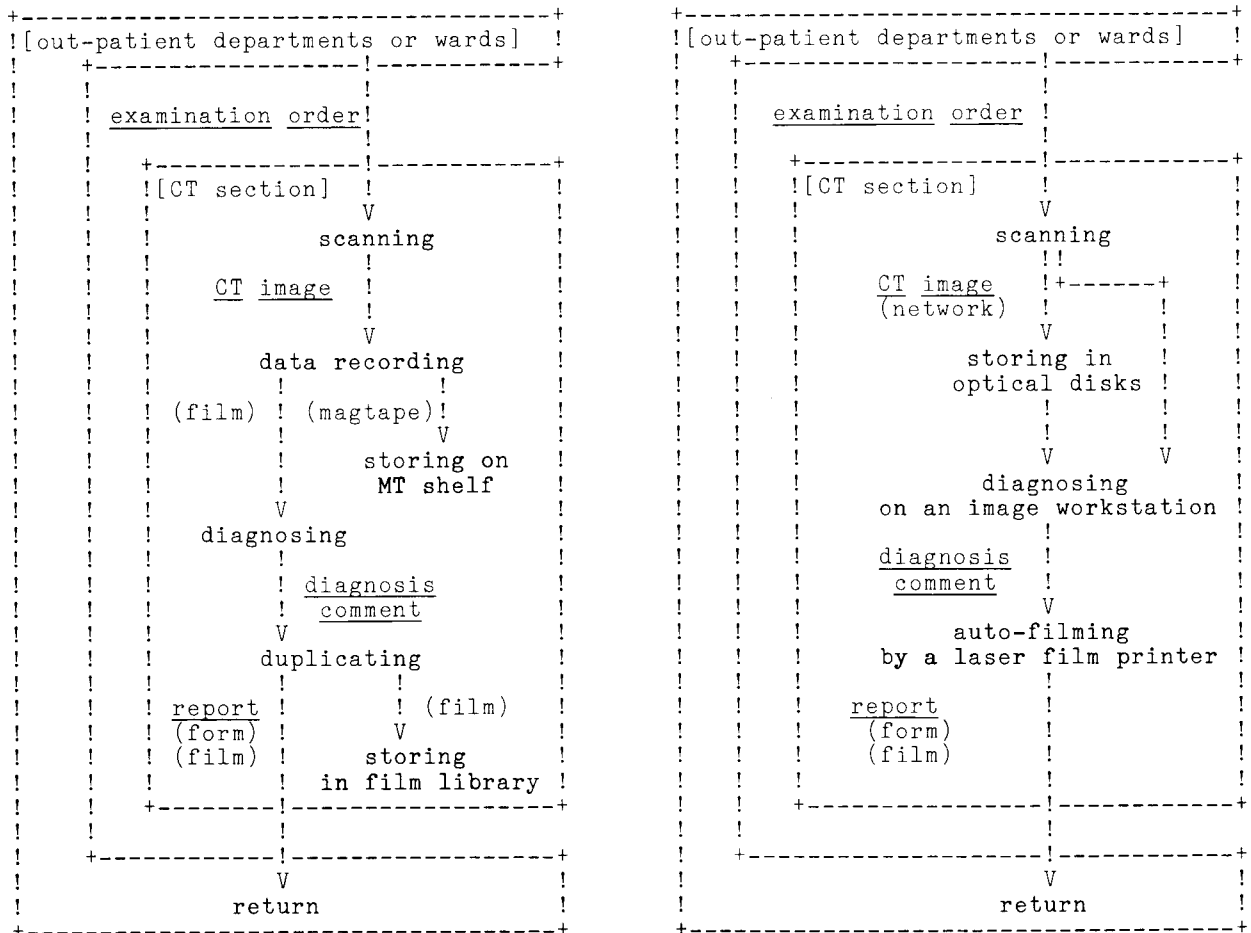 [out-patient departments or wards]
examination order
[CT section]
scanning
CT image
data recording
(film) (magtape)
storing on
MT shelf
diagnosing
diagnosis
comment
duplicating
report (film)
(form)
(film) storing
in film library
return
[out-patient departments or wards]
examination order
[CT section]
scanning
CT image
(network)
storing in
optical disks
diagnosing
on an image workstation
diagnosis
comment
auto-filming
by a laser film printer
report
(form)
(film)
return